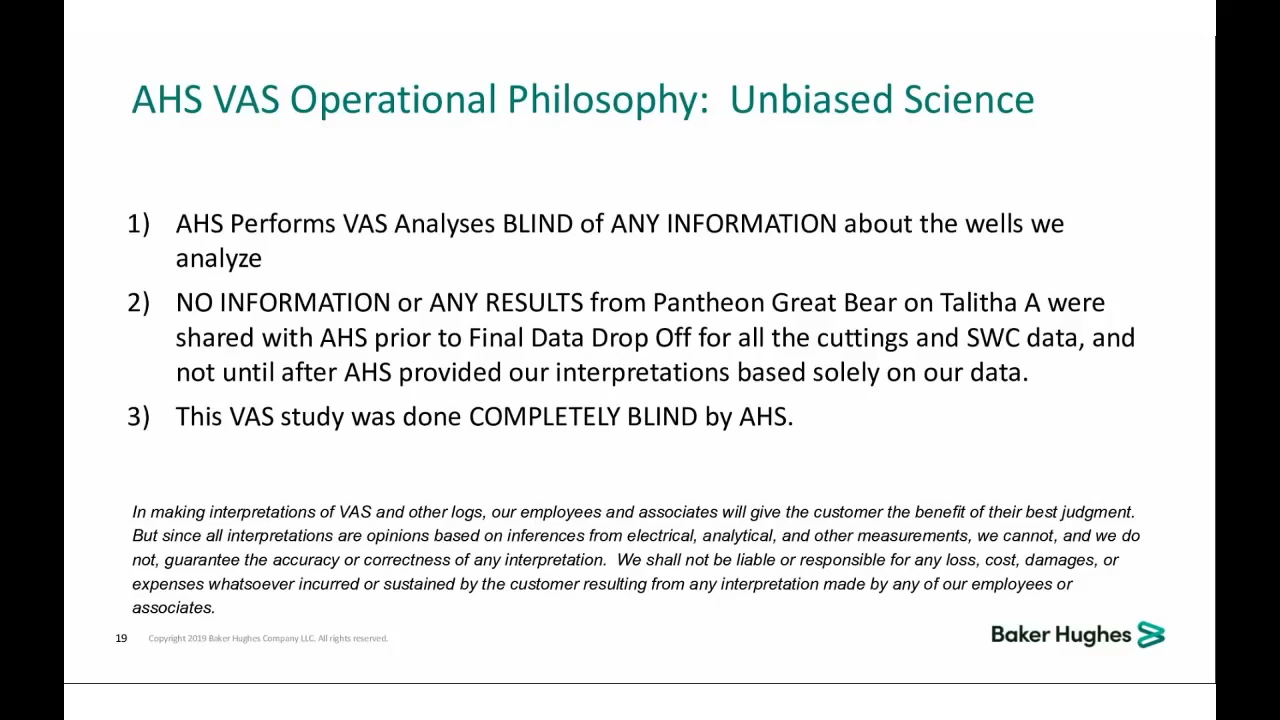 AHS VAS Operational Philosophy:  Unbiased Science
1) AHS Performs VAS Analyses BLIND of ANY INFORMATION about the wells we
analyze
2) NO INFORMATION or ANY RESULTS from Pantheon Great Bear on Talitha A were
shared with AHS prior to Final Data Drop Off for all the cuttings and SWC data, and
not until after AHS provided our interpretations based solely on our data.
3) This VAS study was done COMPLETELY BLIND by AHS.
In making interpretations of VAS and other logs, our employees and associates will give the customer the benefit of their best judgment.
But since all interpretations are opinions based on inferences from electrical, analytical, and other measurements, we cannot, and we do
not, guarantee the accuracy or correctness of any interpretation.  We shall not be liable or responsible for any loss, cost, damages, or
expenses whatsoever incurred or sustained by the customer resulting from any interpretation made by any of our employees or
associates.
19 Copyright 2019 Baker Hughes Company LLC. All rights reserved.
Baker Hughes